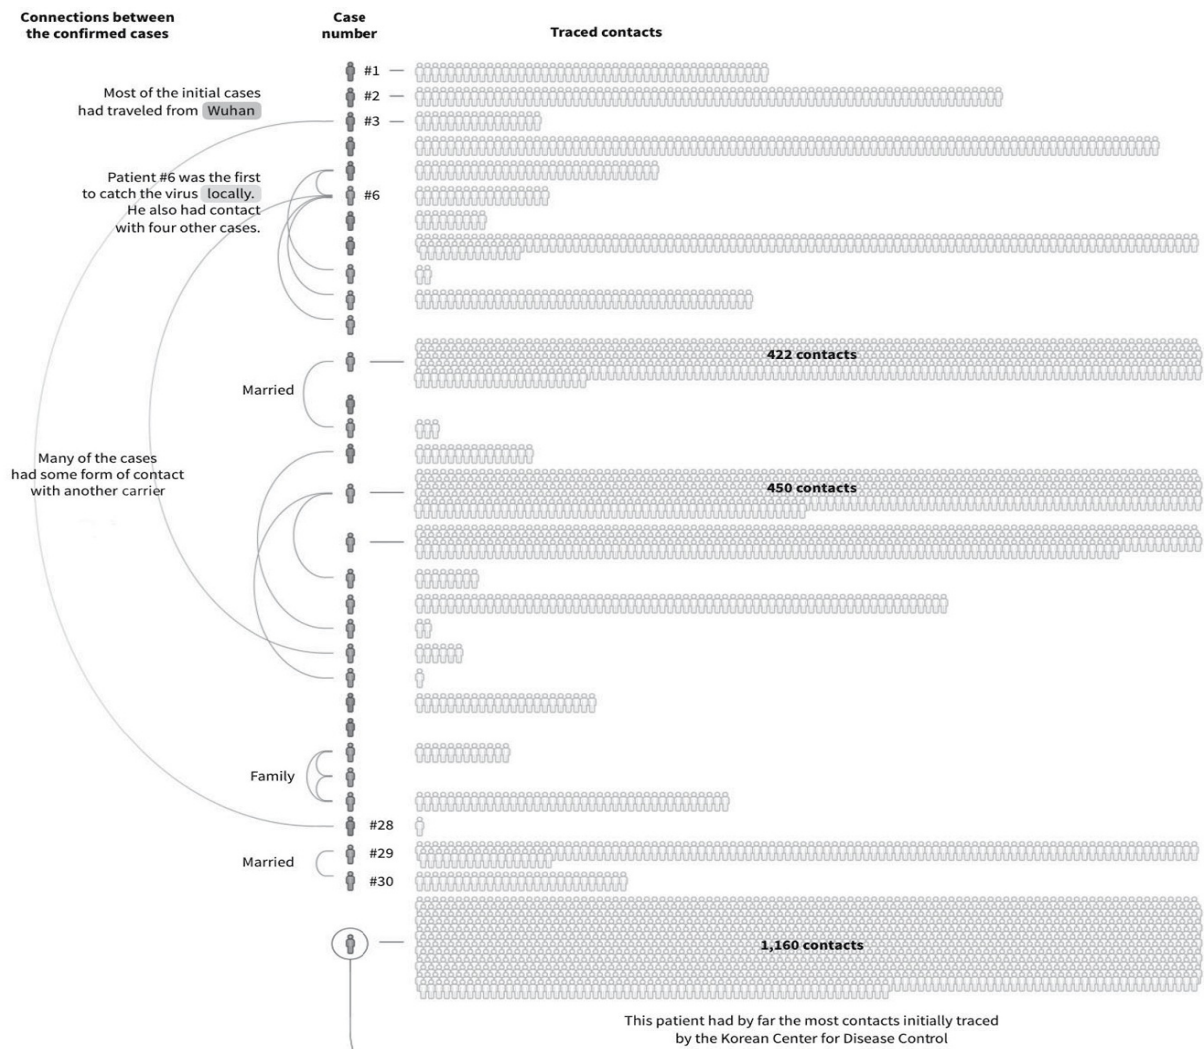 Connections between
the confirmed cases
Case
number
Traced contacts
#1
Most of the initial cases
had traveled from Wuhan
#2
#3
Patient #6 was the first
to catch the virus locally.
He also had contact
with four other cases.
#6
422 contacts
Married
Many of the cases
had some form of contact
with another carrier
450 contacts
Family
#28
Married
#29
#30
1,160 contacts
This patient had by far the most contacts initially traced
by the Korean Center for Disease Control